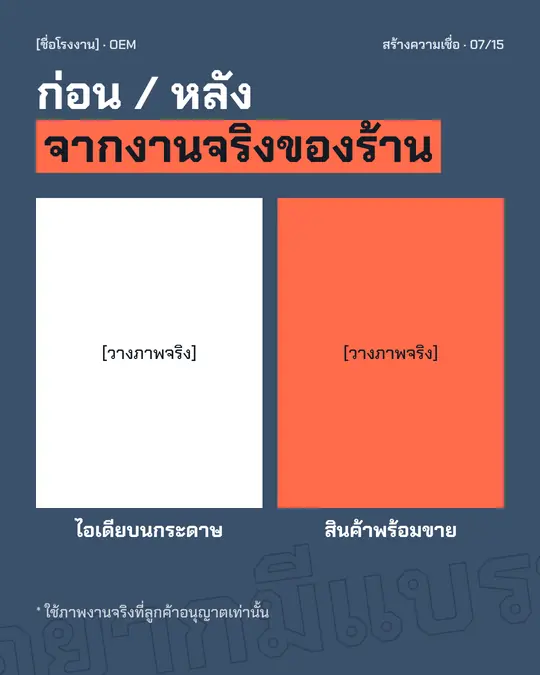 [ชื่อโรงงาน] · OEM
สร้างความเชื่อ · 07/15
ก่อน / หลัง
จากงานจริงของร้าน
[วางภาพจริง]
[วางภาพจริง]
ไอเดียบนกระดาษ
สินค้าพร้อมขาย
* ใช้ภาพงานจริงที่ลูกค้าอนุญาตเท่านั้น